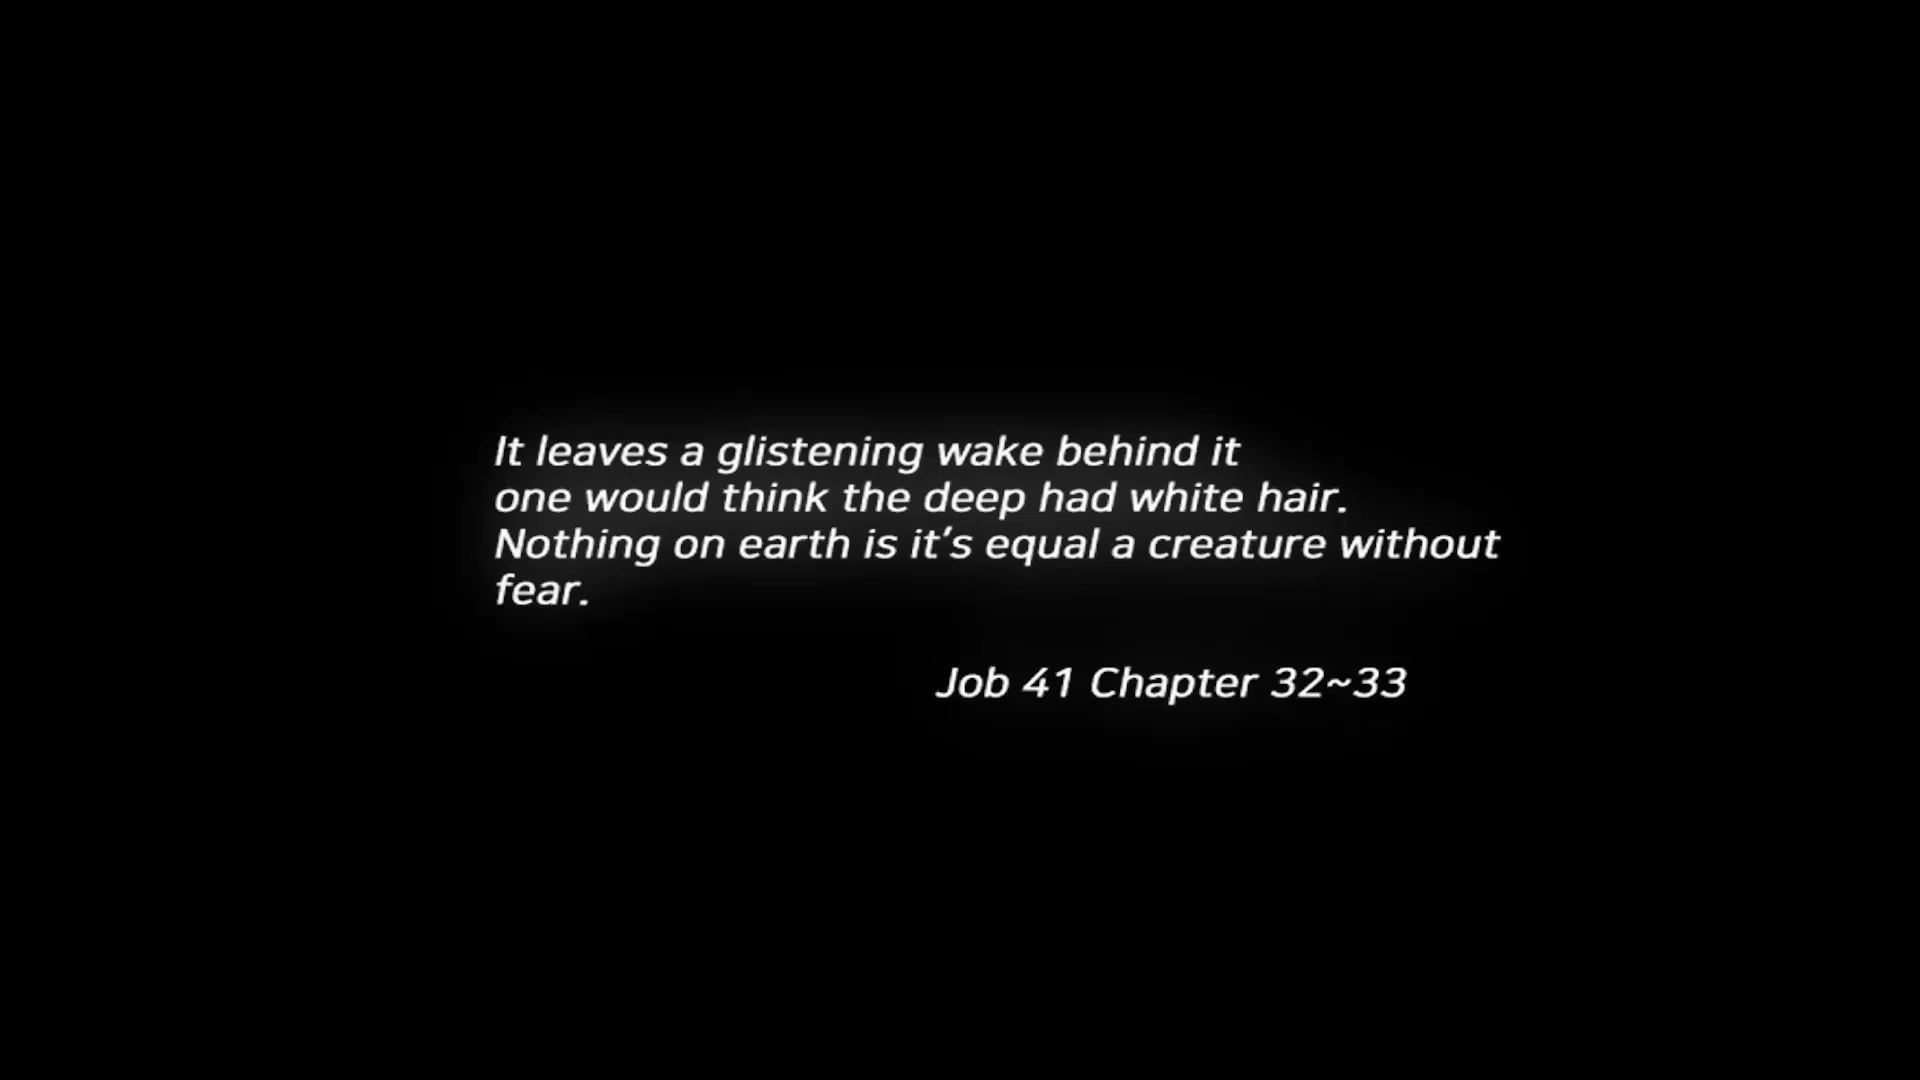 It leaves a glistening wake behind it
one would think the deep had white hair.
Nothing on earth is it's equal a creature without
fear.
Job 41 Chapter 32~33